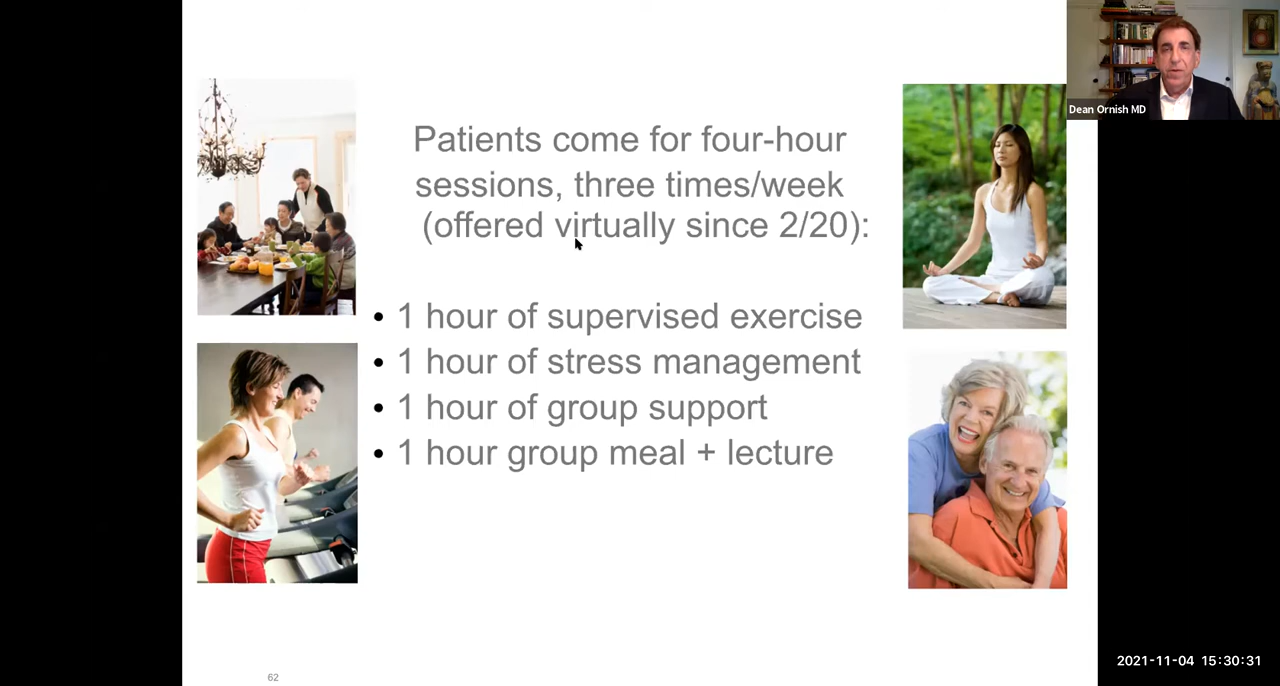 Dean Ornish MD
Patients come for four-hour
sessions, three times/week
(offered virtually since 2/20):
• 1 hour of supervised exercise
• 1 hour of stress management
• 1 hour of group support
• 1 hour group meal + lecture
62
2021-11-04 15:30:31